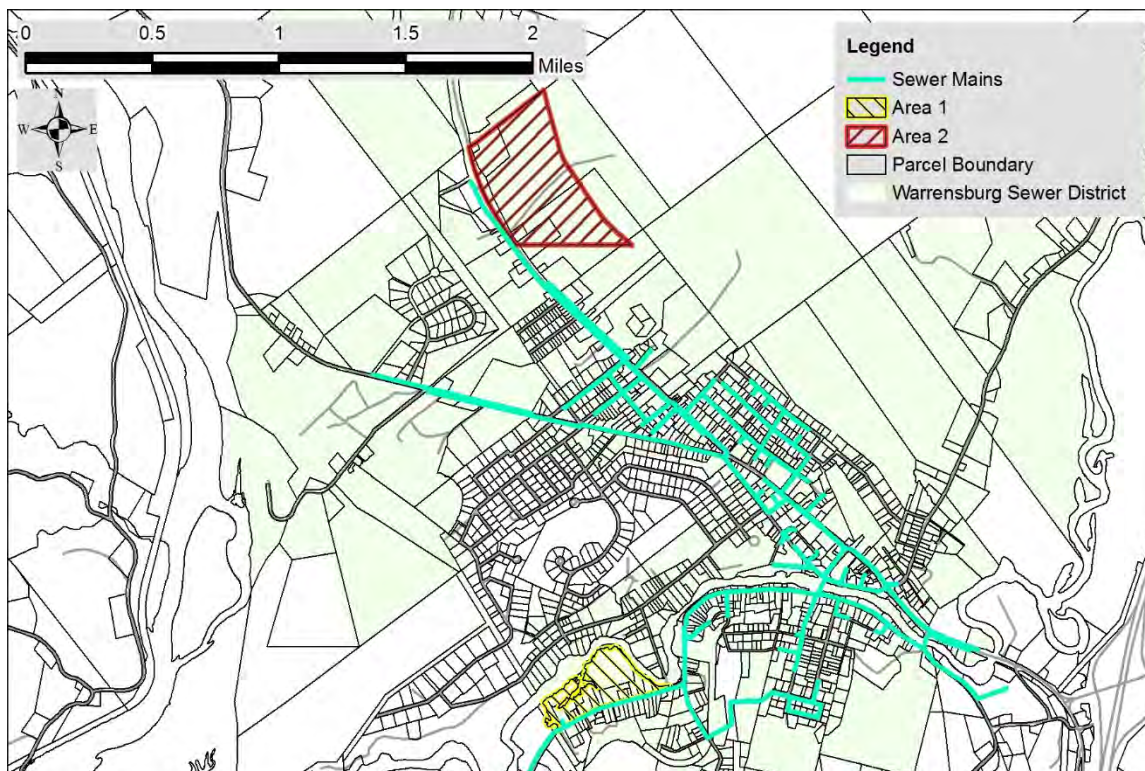 0 0.5 1 1.5 2
Miles
N
W E
S
Legend
Sewer Mains
Area 1
Area 2
Parcel Boundary
Warrensburg Sewer District